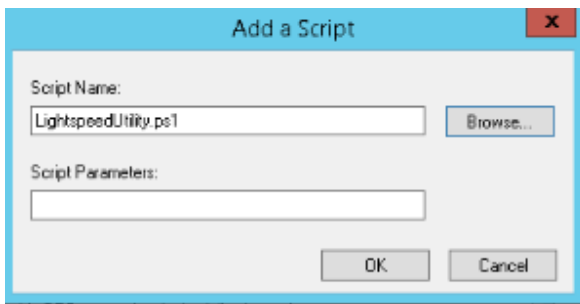 Add a Script
x
Script Name:
LightspeedUtility.ps1
Browse...
Script Parameters:
OK
Cancel